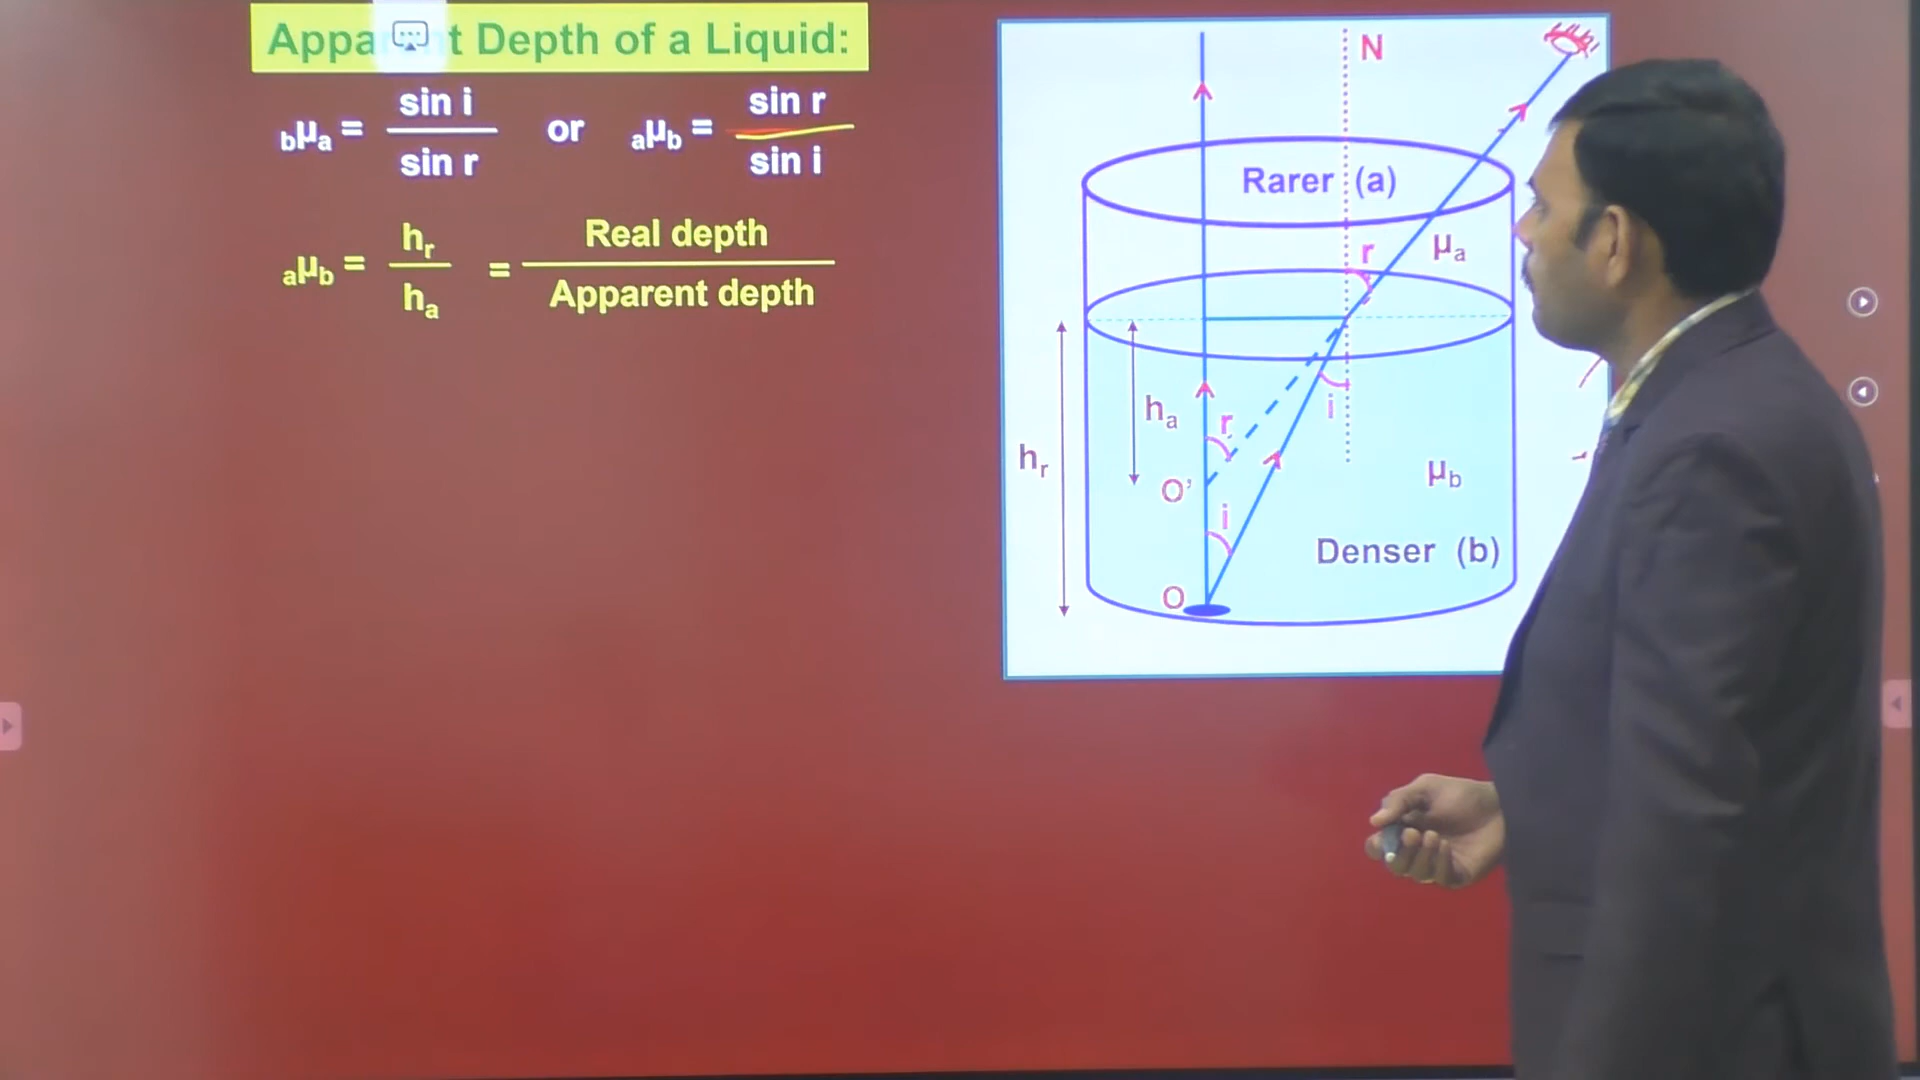 Appa t Depth of a Liquid:
bμa = sin i / sin r or aμb = sin r / sin i
aμb = hr / ha = Real depth / Apparent depth
N
Rarer (a)
r
μa
ha
r
i
hr
O'
μb
i
Denser (b)
O